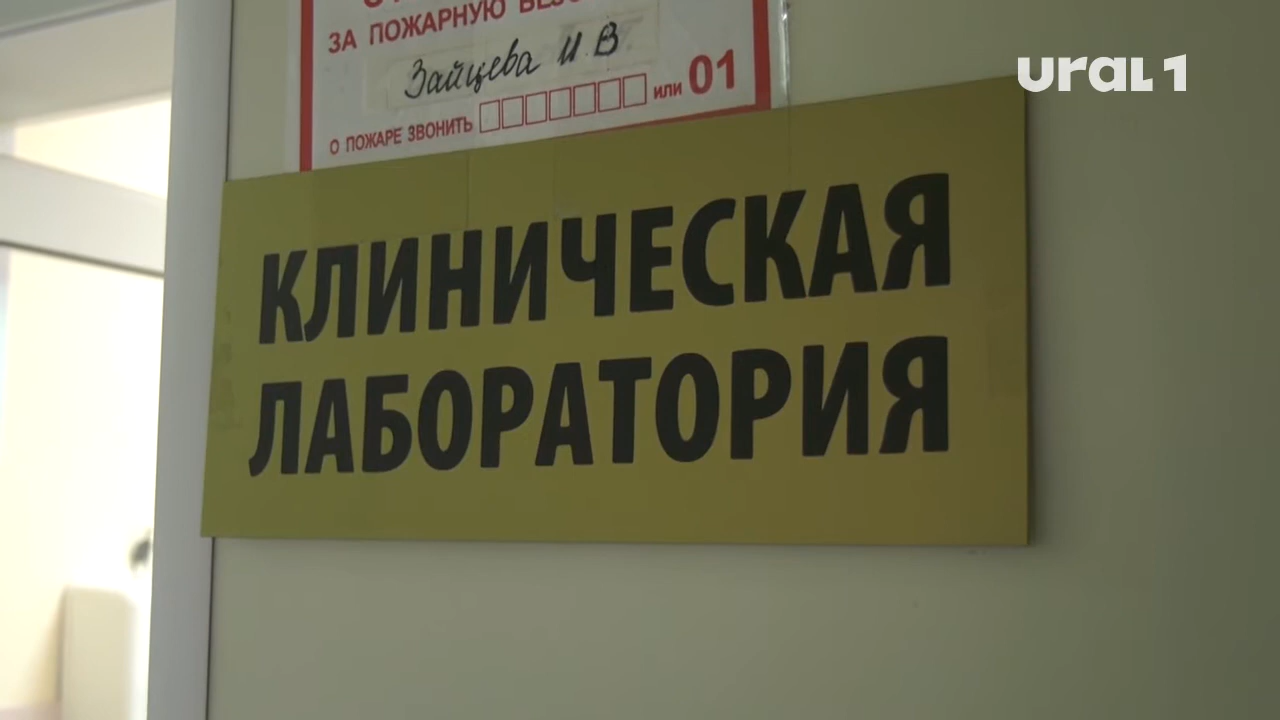 ЗА ПОЖАРНУЮ
Зайцева И В
О ПОЖАРЕ ЗВОНИТЬ или 01
ural 1
КЛИНИЧЕСКАЯ
ЛАБОРАТОРИЯ